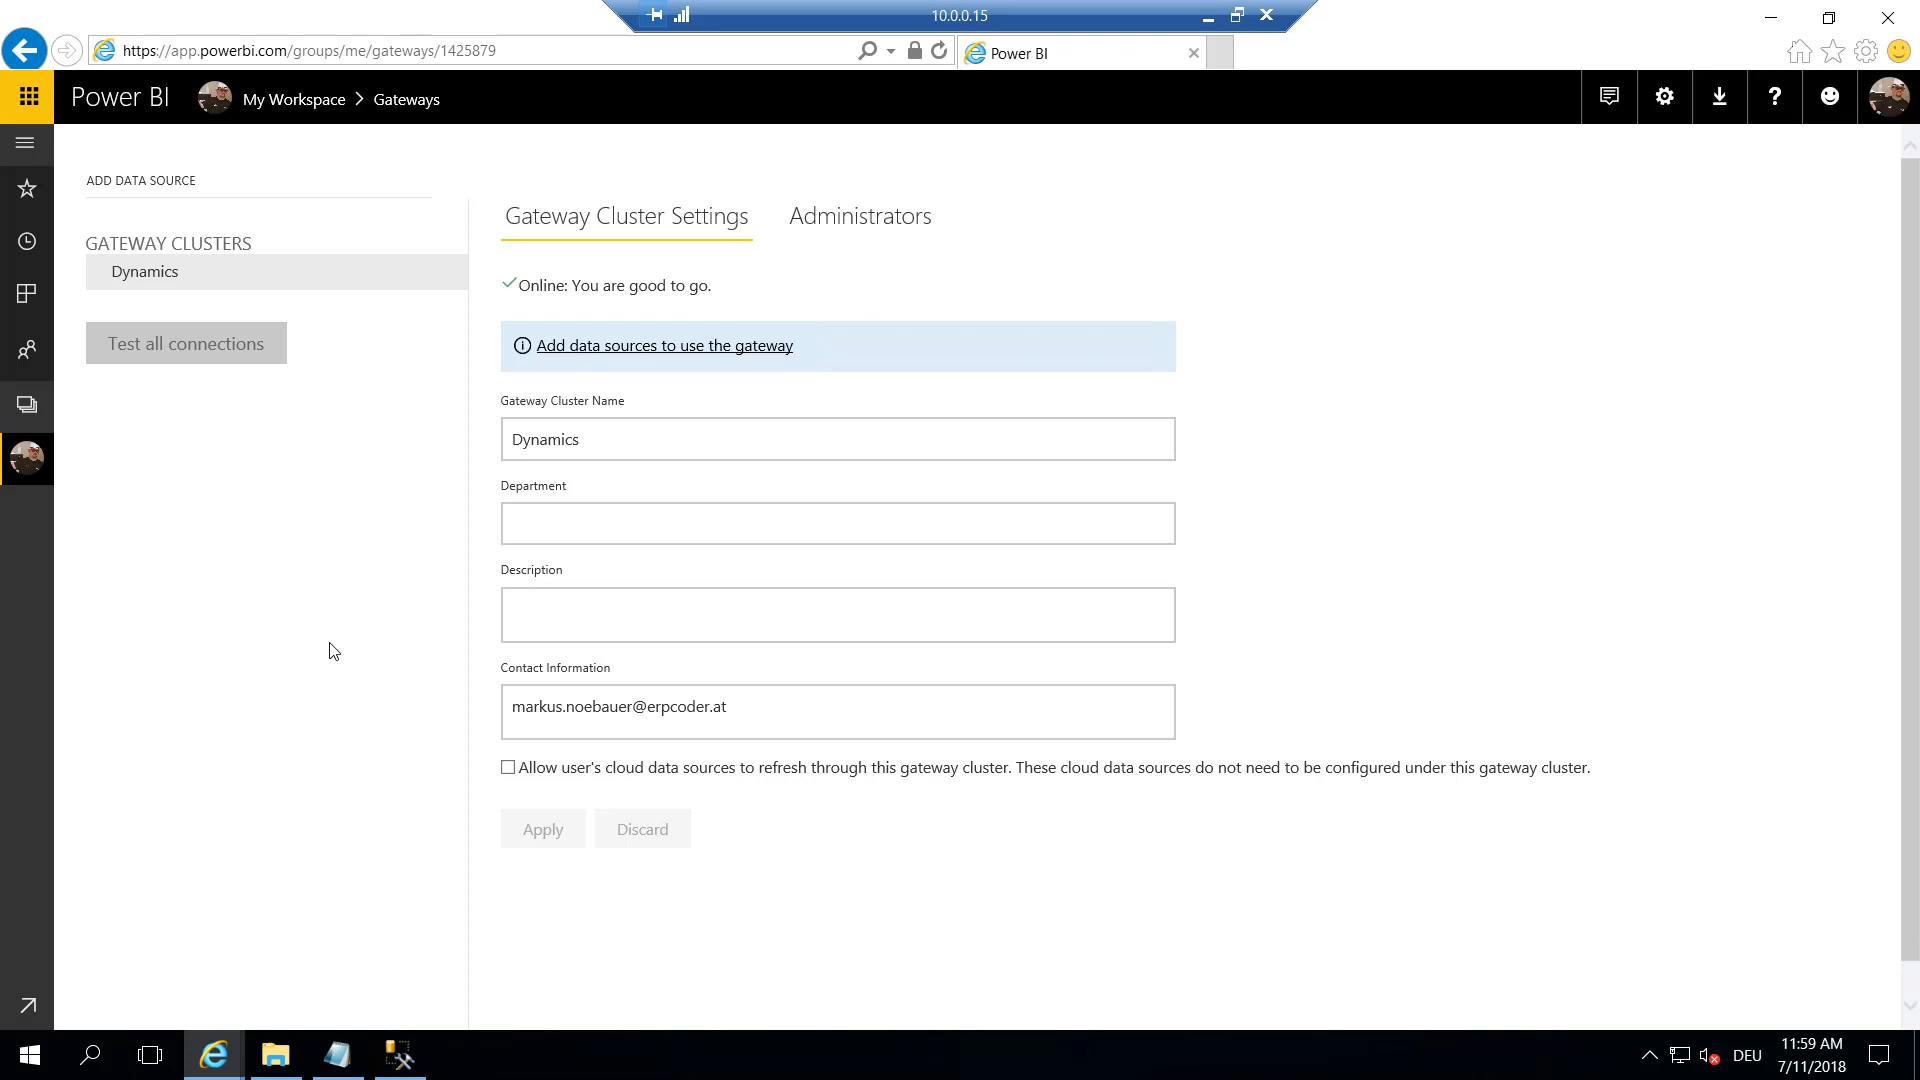 10.0.0.15
https://app.powerbi.com/groups/me/gateways/1425879
Power BI
Power BI
My Workspace
Gateways
ADD DATA SOURCE
GATEWAY CLUSTERS
Dynamics
Test all connections
Gateway Cluster Settings
Administrators
Online: You are good to go.
Add data sources to use the gateway
Gateway Cluster Name
Dynamics
Department
Description
Contact Information
markus.noebauer@erpcoder.at
Allow user's cloud data sources to refresh through this gateway cluster. These cloud data sources do not need to be configured under this gateway cluster.
Apply
Discard
DEU
11:59 AM
7/11/2018